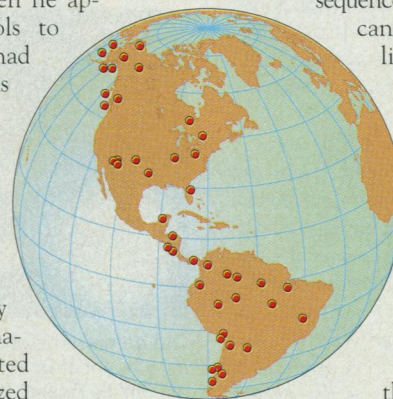 en he ap-
ols to
had
s
y
a-
ted
zed
sequence
can
li
th